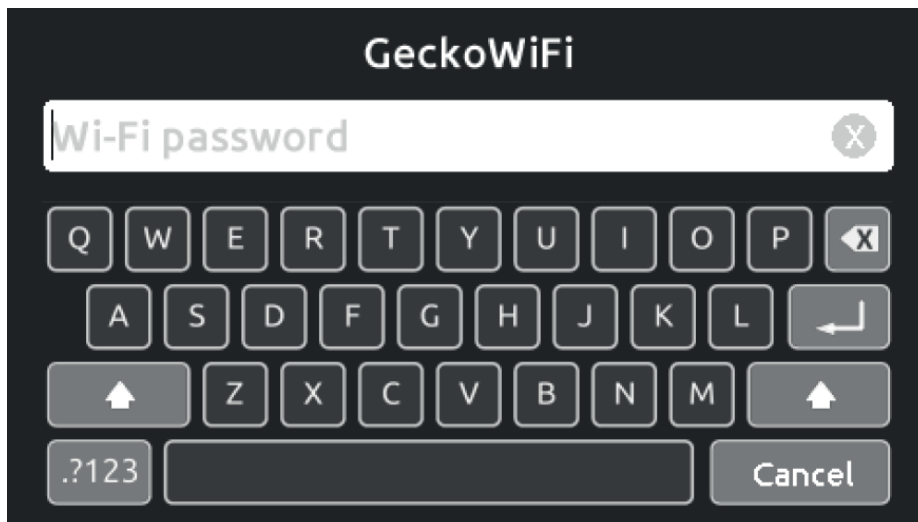 GeckoWiFi
Wi-Fi password
X
Q W E R T Y U I O P X
A S D F G H J K L
Z X C V B N M
.?123 Cancel